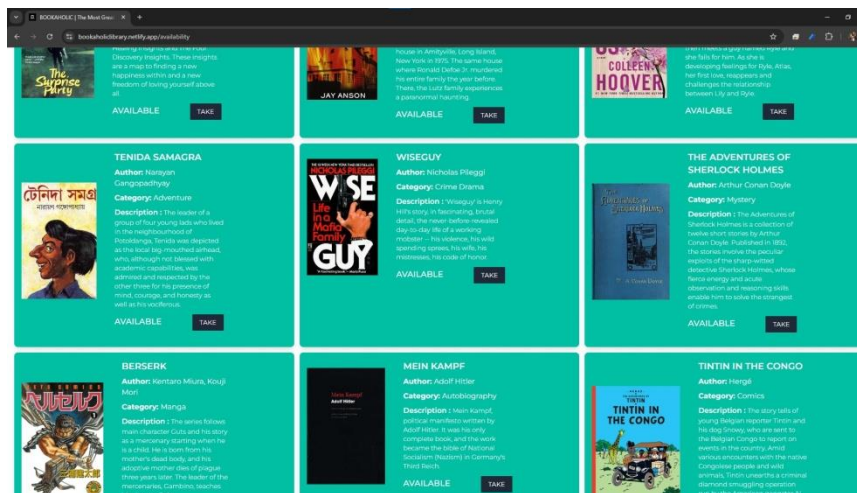 BOOKAHOLIC | The Most Grea
bookaholiclibrary.netlify.app/availability
The
Surprise
Party
Healing Insights and The Four
Discovery Insights. These Insights
are a map to finding a new
happiness within and a new
freedom of loving yourself above
all
AVAILABLE
TAKE
JAY ANSON
house in Amityville, Long Island,
New York in 1975. The same house
where Ronald Defoe Jr. murdered
his entire family the year before.
There, the Lutz family experiences
a paranormal haunting.
AVAILABLE
TAKE
US
COLLEEN
HOOVER
then meets a guy named Ryle and
she falls for him. As she is
developing feelings for Ryle, Atlas,
her first love, reappears and
challenges the relationship
between Lily and Ryle.
AVAILABLE
TAKE
টেনিদা সমগ্র
নারায়ণ গঙ্গোপাধ্যায়
TENIDA SAMAGRA
Author: Narayan
Gangopadhyay
Category: Adventure
Description : The leader of a
group of four young lads who lived
in the neighbourhood of
Potoldanga. Tenida was depicted
as the local big-mouthed airhead,
who, although not blessed with
academic capabilities, was
admired and respected by the
other three for his presence of
mind, courage, and honesty as
well as his vociferous.
AVAILABLE
TAKE
NICHOLAS PILEGGI
WISE
Life
in a
Mafia
Family
GUY
WISEGUY
Author: Nicholas Pileggi
Category: Crime Drama
Description : 'Wiseguy' is Henry
Hill's story, in fascinating, brutal
detail, the never-before-revealed
day-to-day life of a working
mobster -- his violence, his wild
spending sprees, his wife, his
mistresses, his code of honor
AVAILABLE
TAKE
THE ADVENTURES OF
SHERLOCK HOLMES
Author: Arthur Conan Doyle
Category: Mystery
Description : The Adventures of
Sherlock Holmes is a collection of
twelve short stories by Arthur
Conan Doyle. Published in 1892,
the stories involve the peculiar
exploits of the sharp-witted
detective Sherlock Holmes, whose
fierce energy and acute
observation and reasoning skills
enable him to solve the strangest
of crimes.
AVAILABLE
TAKE
ベルセルク
三浦建太郎
BERSERK
Author: Kentaro Miura, Kouji
Mori
Category: Manga
Description : The series follows
main character Guts and his story
as a mercenary starting when he
is a child. He is born from his
mother's dead body, and his
adoptive mother dies of plague
three years later. The leader of the
mercenaries, Gambino, teaches
Mein Kampf
Adolf Hitler
MEIN KAMPF
Author: Adolf Hitler
Category: Autobiography
Description : Mein Kampf,
political manifesto written by
Adolf Hitler. It was his only
complete book, and the work
became the bible of National
Socialism (Nazism) in Germany's
Third Reich.
AVAILABLE
TAKE
TINTIN
TINTIN IN THE
CONGO
TINTIN IN THE CONGO
Author: Hergé
Category: Comics
Description : The story tells of
young Belgian reporter Tintin and
his dog Snowy, who are sent to
the Belgian Congo to report on
events in the country. Amid
various encounters with the native
Congolese people and wild
animals, Tintin unearths a criminal
diamond smuggling operation